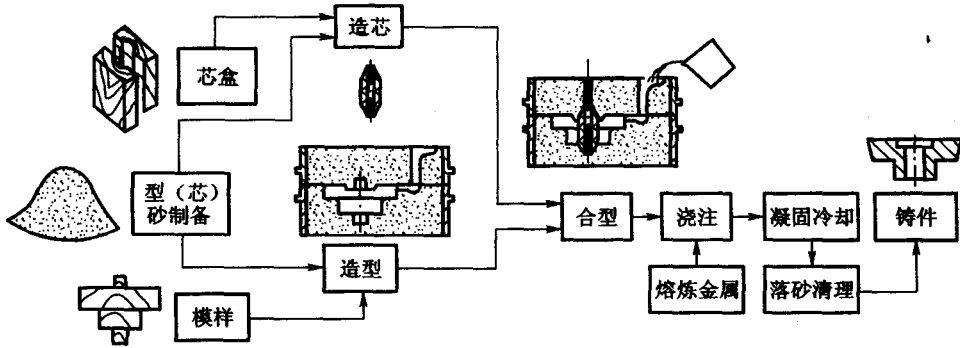 造芯
芯盒
型（芯）
砂制备
造型
模样
合型
浇注
凝固冷却
铸件
熔炼金属
落砂清理